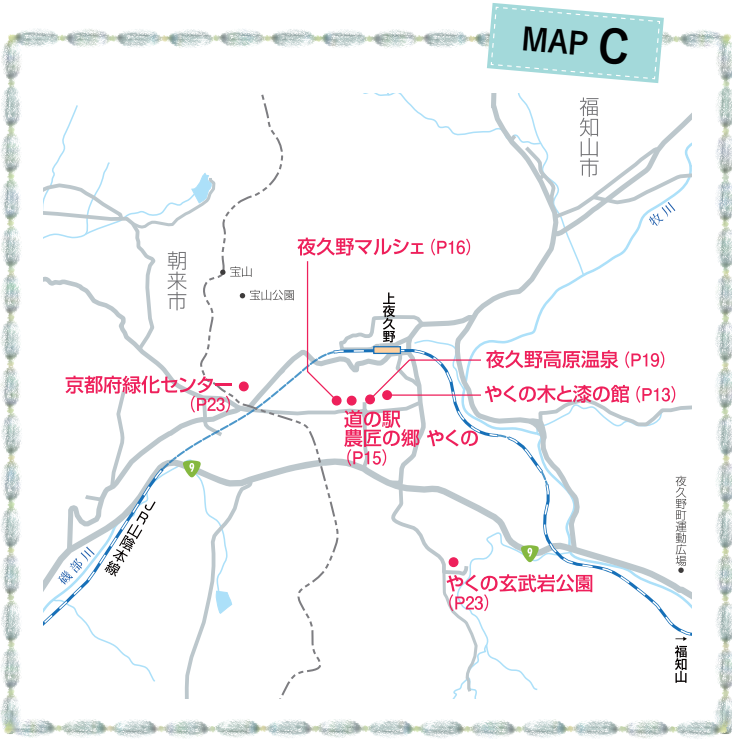 MAP C
福知山市
牧川
朝来市
夜久野マルシェ（P16）
宝山
宝山公園
上夜久野
夜久野高原温泉（P19）
京都府緑化センター
（P23）
やくの木と漆の館（P13）
道の駅
農匠の郷 やくの
（P15）
9
JR山陰本線
磯部川
夜久野町運動広場
9
やくの玄武岩公園
（P23）
→福知山